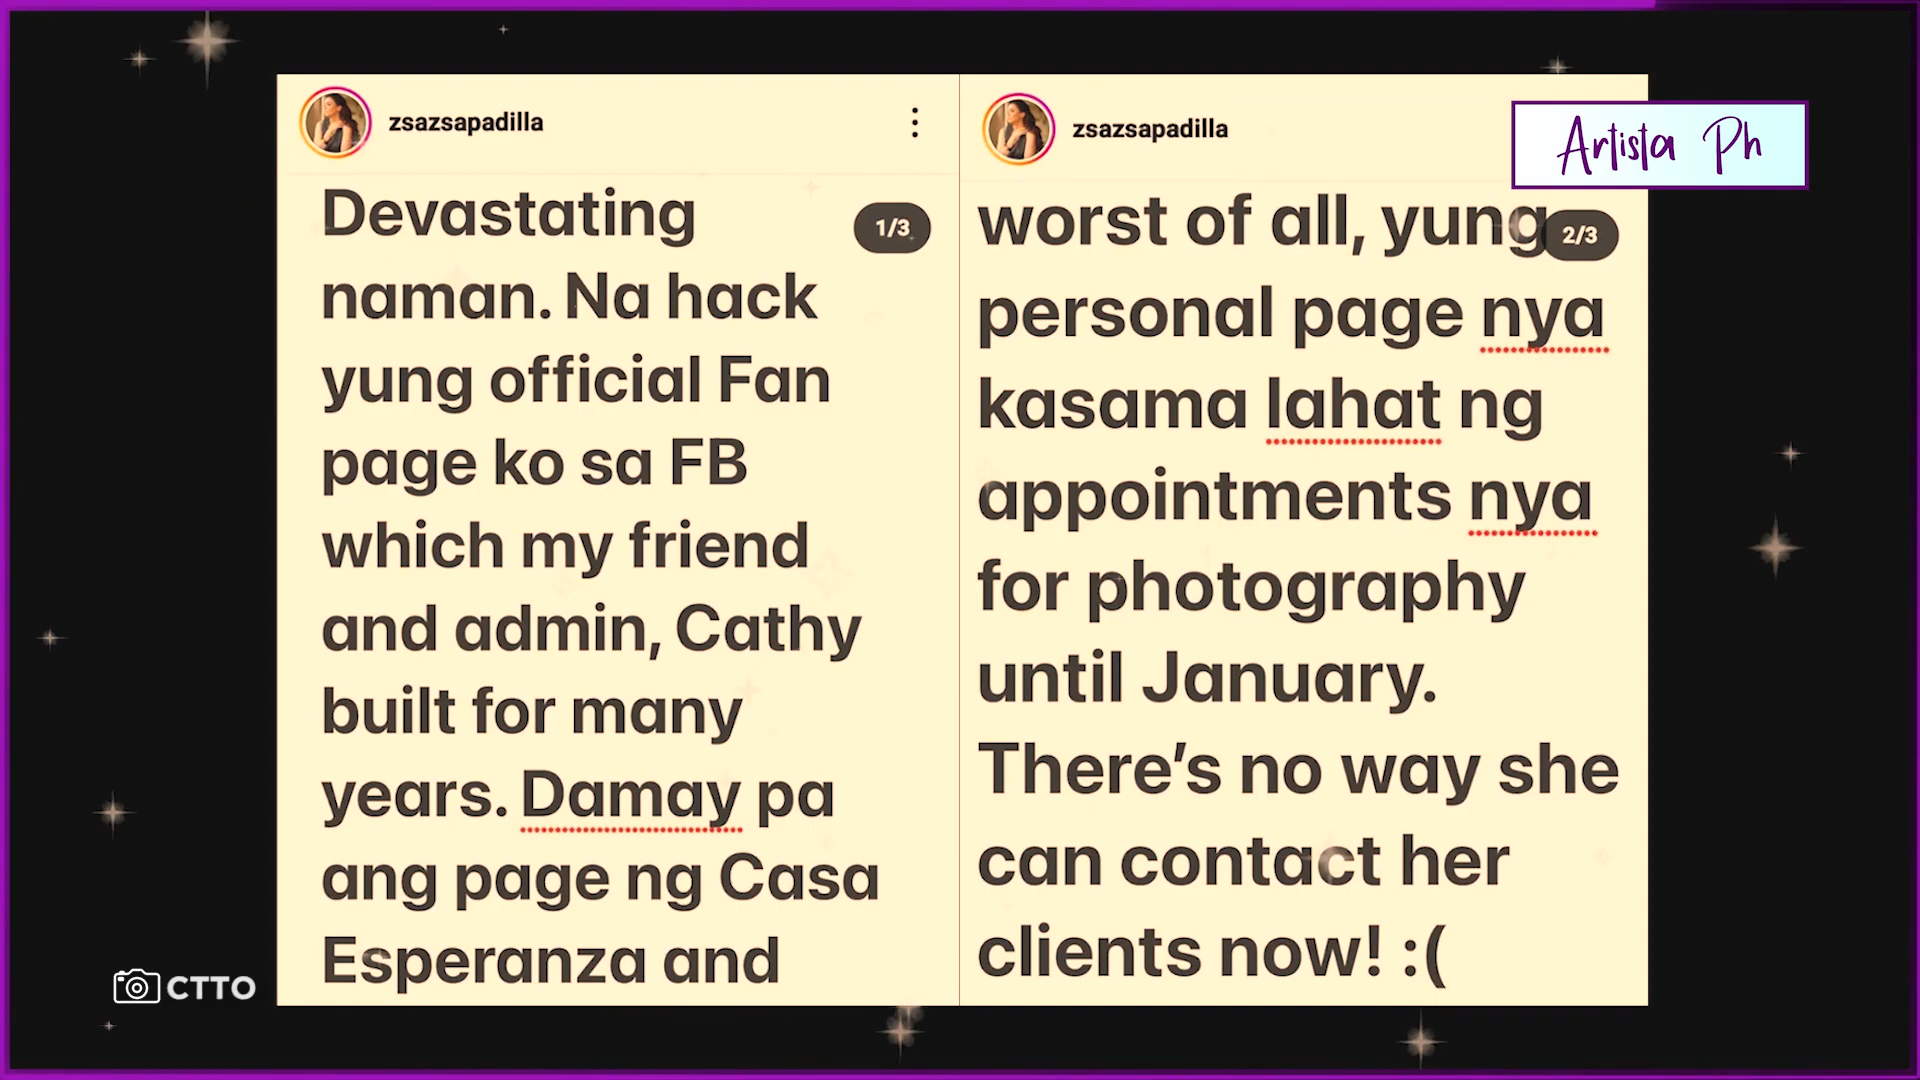 zsazsapadilla
1/3
Devastating
naman. Na hack
yung official Fan
page ko sa FB
which my friend
and admin, Cathy
built for many
years. Damay pa
ang page ng Casa
Esperanza and
zsazsapadilla
2/3
worst of all, yung
personal page nya
kasama lahat ng
appointments nya
for photography
until January.
There's no way she
can contact her
clients now! :(
Artista Ph
CTTO